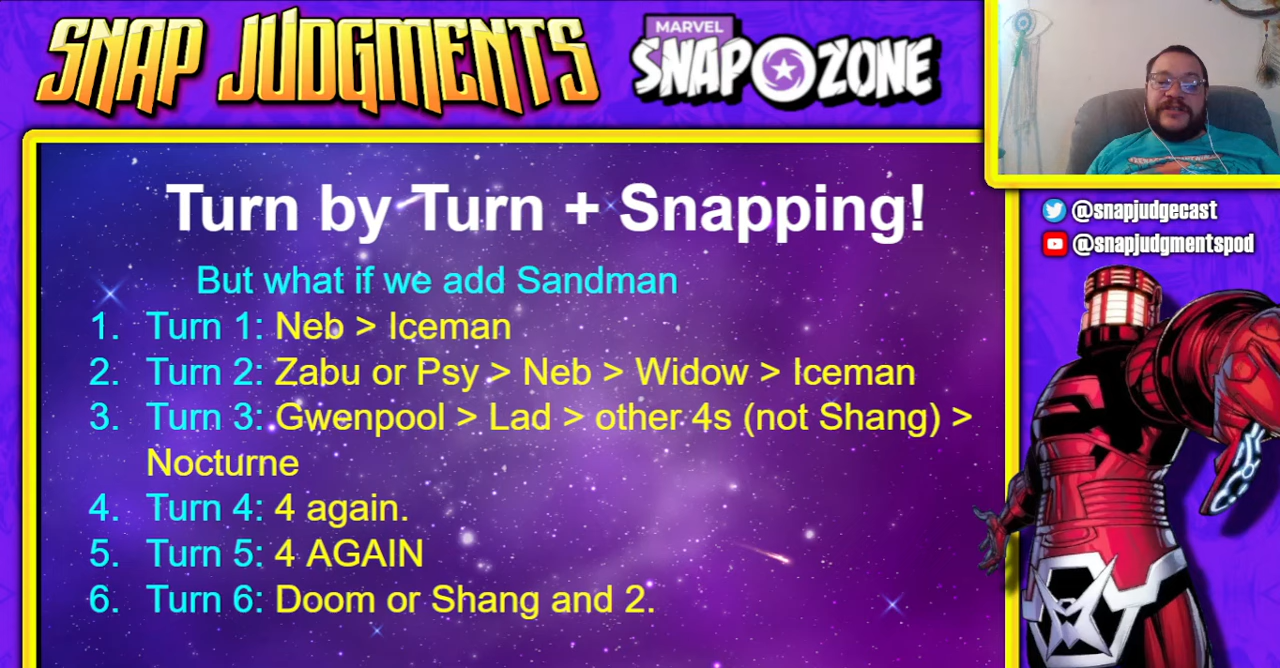 SNAP JUDGMENTS
MARVEL
SNAP ZONE
Turn by Turn + Snapping!
@snapjudgecast
@snapjudgmentspod
But what if we add Sandman
1. Turn 1: Neb > Iceman
2. Turn 2: Zabu or Psy > Neb > Widow > Iceman
3. Turn 3: Gwenpool > Lad > other 4s (not Shang) >
Nocturne
4. Turn 4: 4 again.
5. Turn 5: 4 AGAIN
6. Turn 6: Doom or Shang and 2.